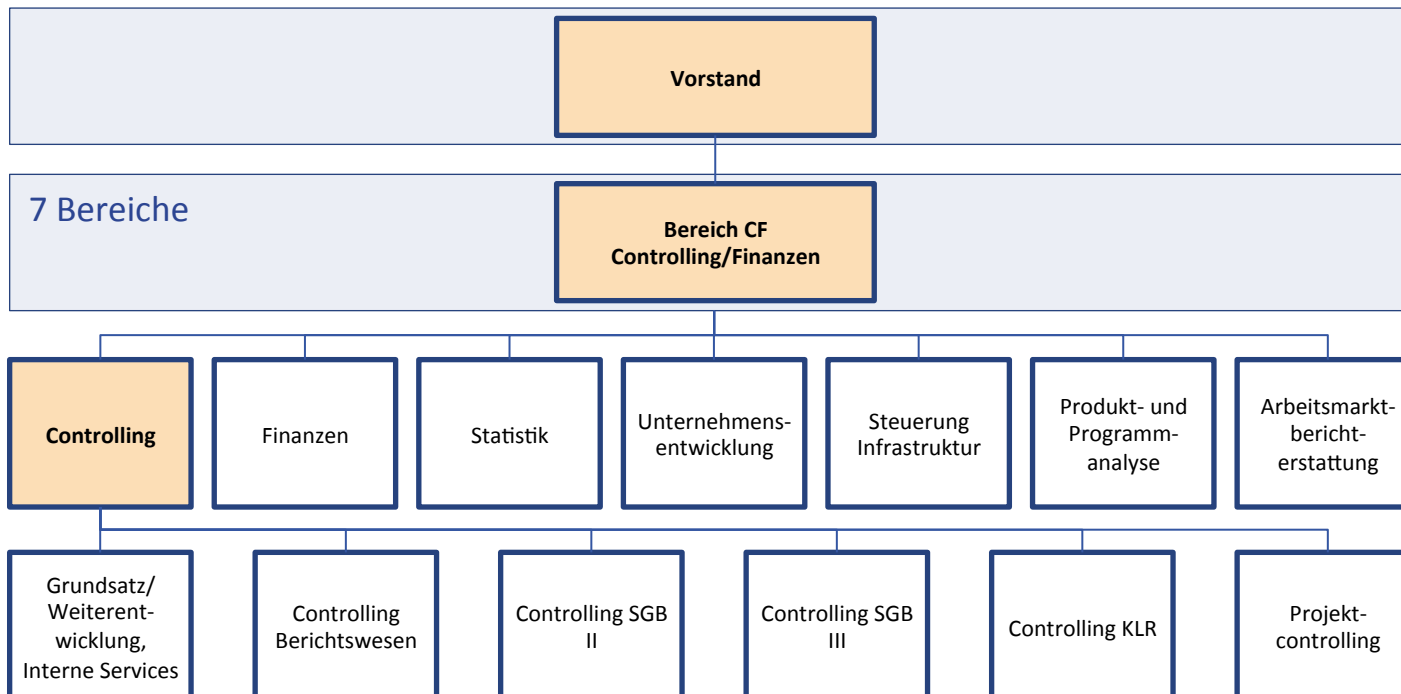 Vorstand
7 Bereiche
Bereich CF
Controlling/Finanzen
Controlling
Finanzen
Statistik
Unternehmens-
entwicklung
Steuerung
Infrastruktur
Produkt- und
Programm-
analyse
Arbeitsmarkt-
bericht-
erstattung
Grundsatz/
Weiterent-
wicklung,
Interne Services
Controlling
Berichtswesen
Controlling SGB
II
Controlling SGB
III
Controlling KLR
Projekt-
controlling